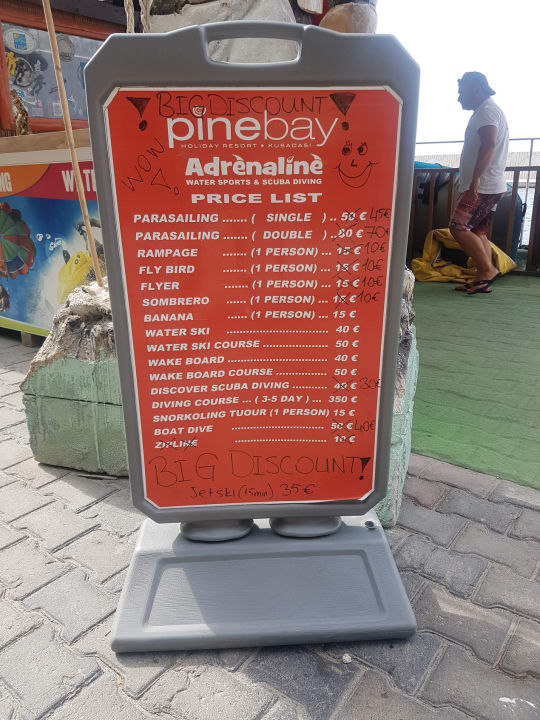 BIG DISCOUNT
pinebay
HOLIDAY RESORT • KUSADASI
WOW
Adrènalinè
WATER SPORTS & SCUBA DIVING
PRICE LIST
PARASAILING ...... ( SINGLE ) ... 50 € 45€
PARASAILING ...... ( DOUBLE ) ... 80 € 70€
RAMPAGE ...... (1 PERSON) ... 15 € 10€
FLY BIRD ...... (1 PERSON) ... 15 € 10€
FLYER ...... (1 PERSON) ... 15 € 10€
SOMBRERO ...... (1 PERSON) ... 15 € 10€
BANANA ...... (1 PERSON) ... 15 €
WATER SKI ............................ 40 €
WATER SKI COURSE ..................... 50 €
WAKE BOARD ........................... 40 €
WAKE BOARD COURSE .................... 50 €
DISCOVER SCUBA DIVING ................ 40 € 30€
DIVING COURSE ... ( 3-5 DAY ) ... 350 €
SNORKOLING TUOUR (1 PERSON) 15 €
BOAT DIVE ............................ 50 € 40€
ZIPLINE ............................ 10 €
BIG DISCOUNT!
Jetski (15min) 35 €